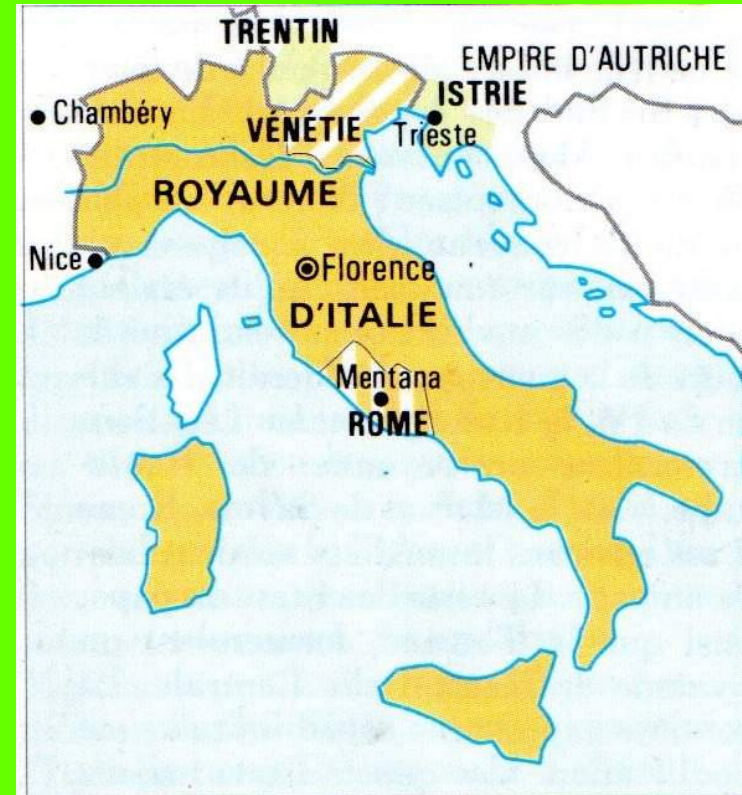 TRENTIN
EMPIRE D'AUTRICHE
ISTRIE
Chambéry
VÉNÉTIE
Trieste
ROYAUME
Nice
Florence
D'ITALIE
Mentana
ROME